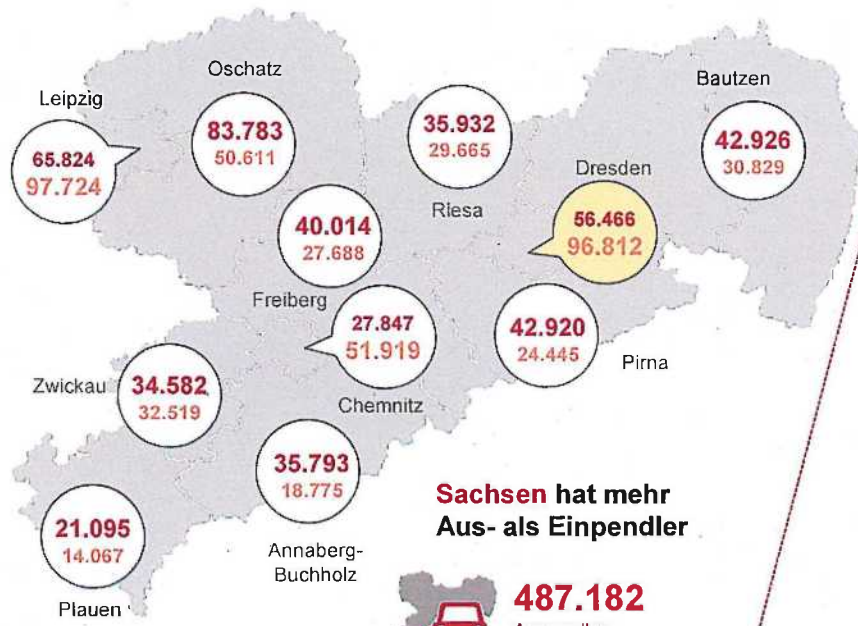 Oschatz
83.783
50.611
Leipzig
65.824
97.724
35.932
29.665
Riesa
Bautzen
42.926
30.829
Dresden
56.466
96.812
40.014
27.688
Freiberg
27.847
51.919
Chemnitz
42.920
24.445
Pirna
Zwickau
34.582
32.519
35.793
18.775
Annaberg-
Buchholz
21.095
14.067
Plauen
Sachsen hat mehr
Aus- als Einpendler
487.182